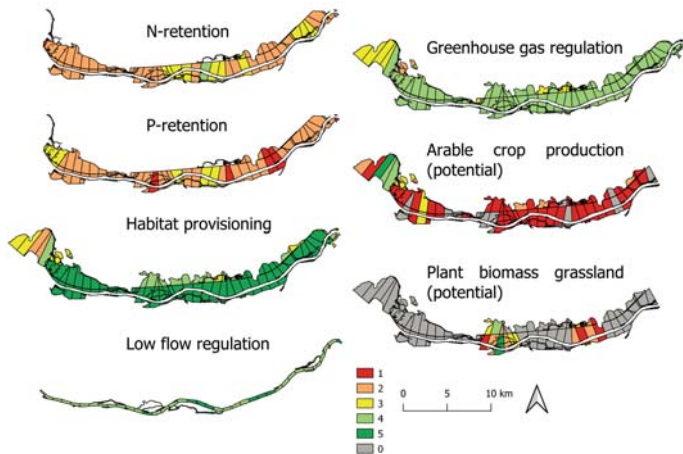 N-retention
P-retention
Habitat provisioning
Low flow regulation
Greenhouse gas regulation
Arable crop production
(potential)
Plant biomass grassland
(potential)
1
2
3
4
5
0
0 5 10 km